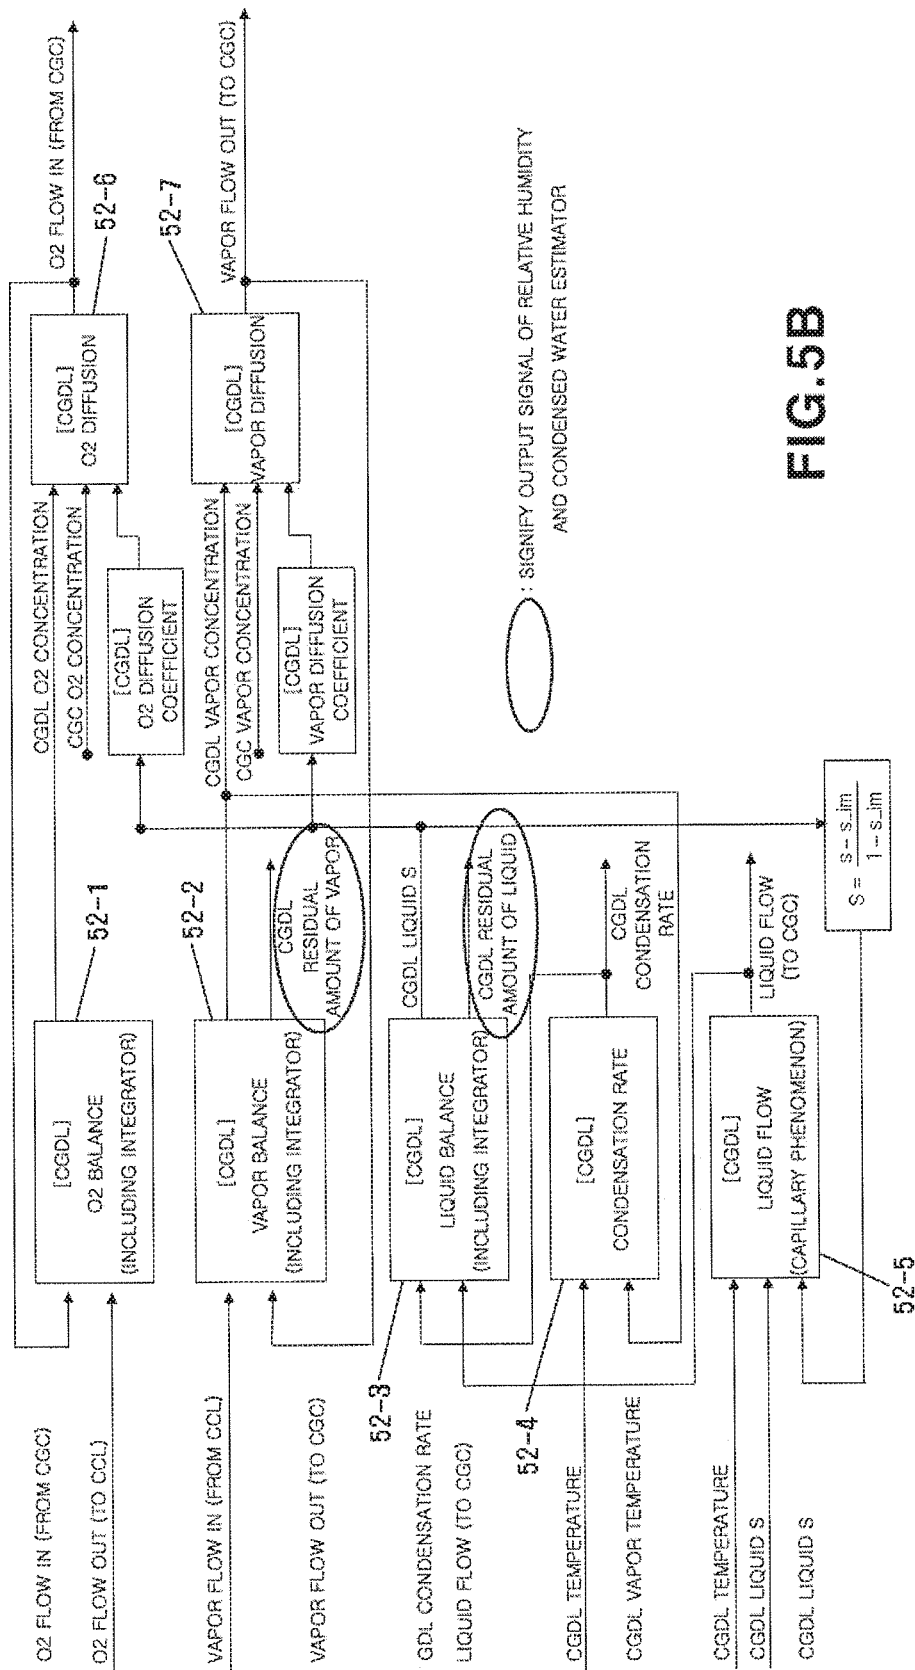 O2 FLOW IN (FROM CGC)
O2 FLOW OUT (TO CCL)
[CGDL]
O2 BALANCE
(INCLUDING INTEGRATOR)
52-1
CGDL O2 CONCENTRATION
CGC O2 CONCENTRATION
[CGDL]
O2 DIFFUSION
COEFFICIENT
[CGDL]
O2 DIFFUSION
52-6
O2 FLOW IN (FROM CGC)
VAPOR FLOW IN (FROM CCL)
VAPOR FLOW OUT (TO CGC)
[CGDL]
VAPOR BALANCE
(INCLUDING INTEGRATOR)
52-2
CGDL
RESIDUAL
AMOUNT OF VAPOR
CGDL VAPOR CONCENTRATION
CGC VAPOR CONCENTRATION
[CGDL]
VAPOR DIFFUSION
COEFFICIENT
[CGDL]
VAPOR DIFFUSION
52-7
VAPOR FLOW OUT (TO CGC)
GDL CONDENSATION RATE
LIQUID FLOW (TO CGC)
52-3
[CGDL]
LIQUID BALANCE
(INCLUDING INTEGRATOR)
CGDL LIQUID S
CGDL RESIDUAL
AMOUNT OF LIQUID
CGDL TEMPERATURE
CGDL VAPOR TEMPERATURE
52-4
[CGDL]
CONDENSATION RATE
CGDL
CONDENSATION
RATE
CGDL TEMPERATURE
CGDL LIQUID S
CGDL LIQUID S
[CGDL]
LIQUID FLOW
(CAPILLARY PHENOMENON)
52-5
LIQUID FLOW
(TO CGC)
S = s - s_im / 1 - s_im
: SIGNIFY OUTPUT SIGNAL OF RELATIVE HUMIDITY
AND CONDENSED WATER ESTIMATOR
FIG.5B